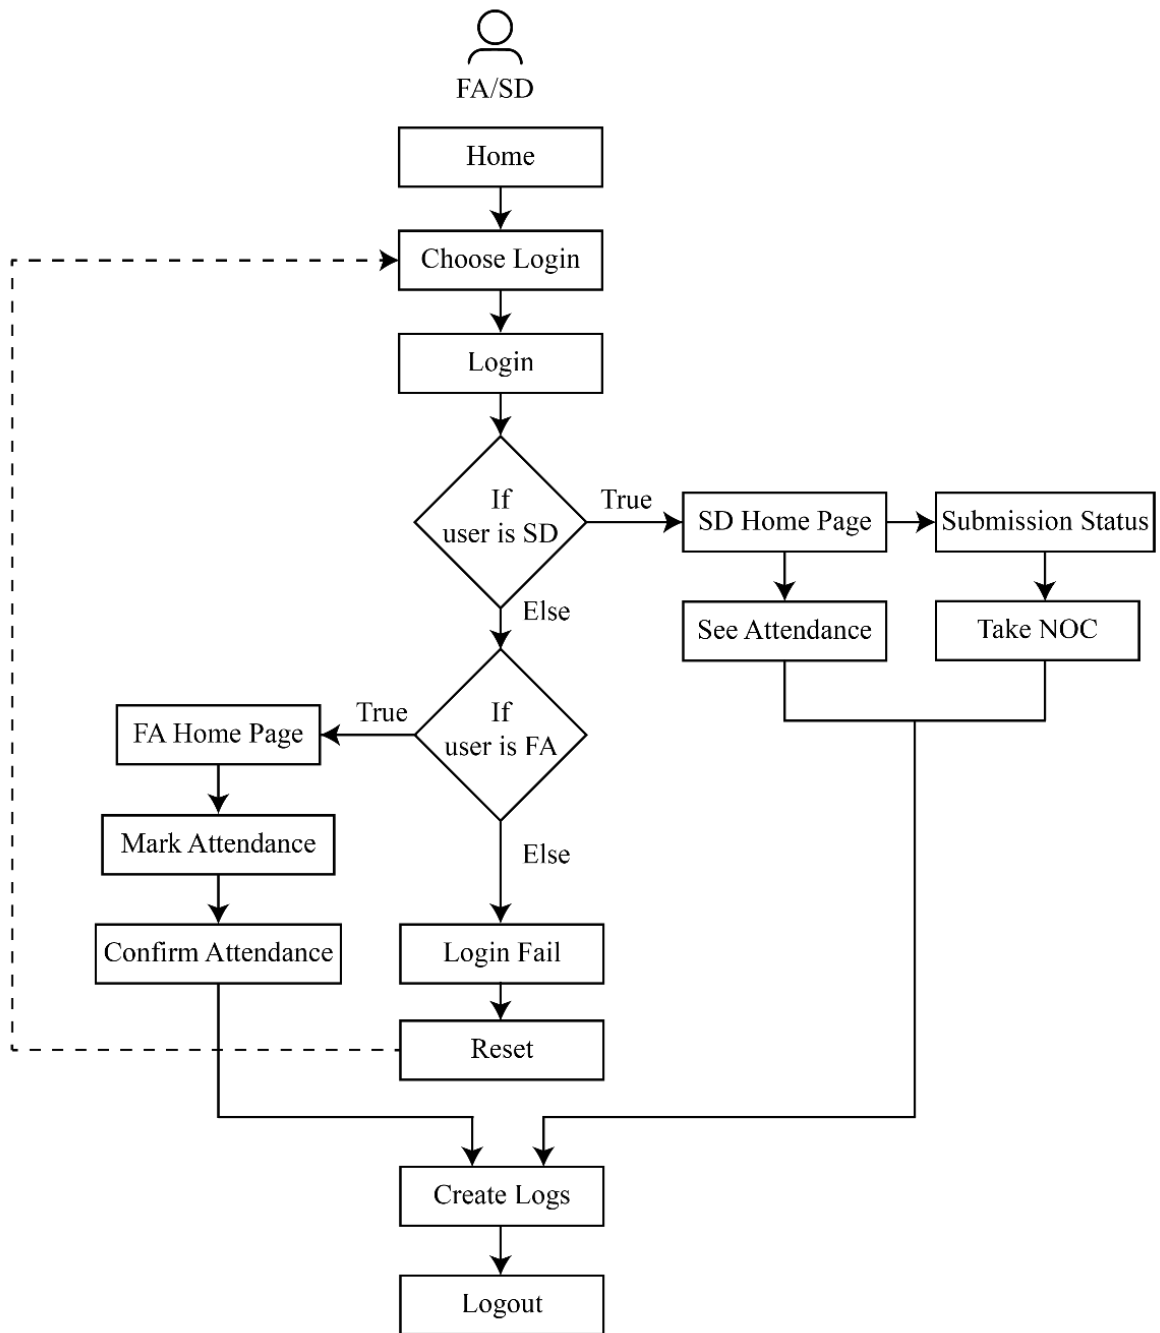 FA/SD
Home
Choose Login
Login
If
user is SD
True
SD Home Page
Submission Status
Else
See Attendance
Take NOC
If
user is FA
True
FA Home Page
Mark Attendance
Else
Confirm Attendance
Login Fail
Reset
Create Logs
Logout